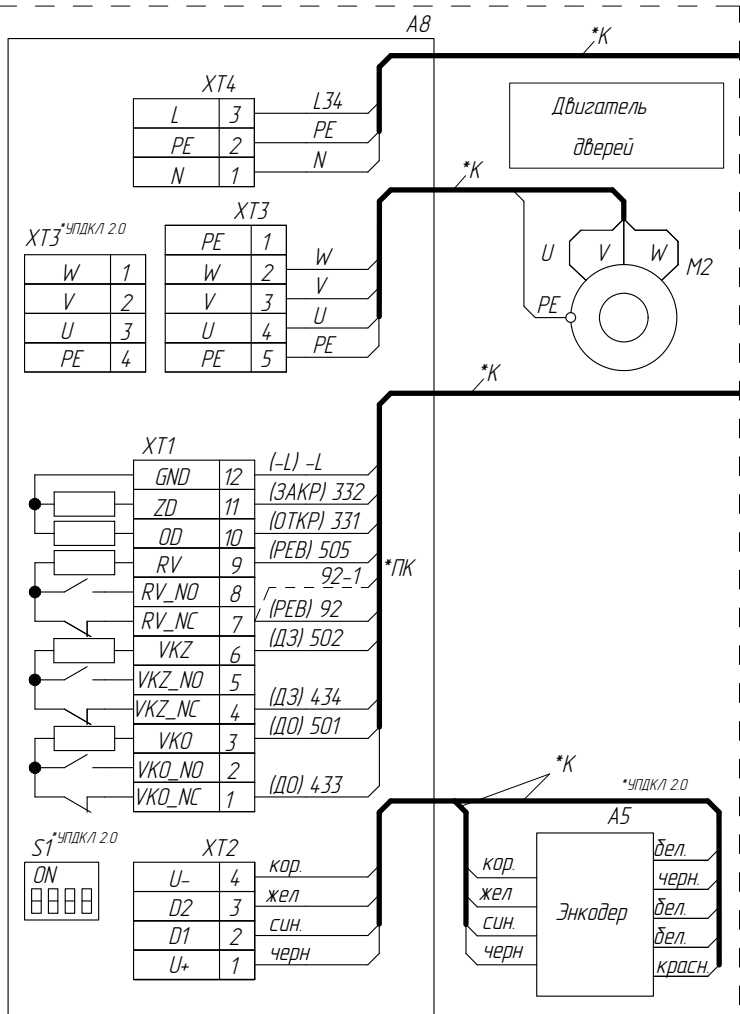 A8
*К
XT4
L 3 L34
PE 2 PE
N 1 N
Двигатель
дверей
*К
XT3*УПДКЛ 2.0
W 1
V 2
U 3
PE 4
XT3
PE 1
W 2 W
V 3 V
U 4 U
PE 5 PE
U V W
M2
PE
*К
XT1
GND 12 (-L) -L
ZD 11 (ЗАКР) 332
OD 10 (ОТКР) 331
RV 9 (РЕВ) 505
*ПК
RV_NO 8 92-1
RV_NC 7 (РЕВ) 92
VKZ 6 (ДЗ) 502
VKZ_NO 5
VKZ_NC 4 (ДЗ) 434
VKO 3 (ДО) 501
VKO_NO 2
VKO_NC 1 (ДО) 433
*К
*УПДКЛ 2.0
S1*УПДКЛ 2.0
ON
XT2
U- 4 кор.
D2 3 жел
D1 2 син.
U+ 1 черн
A5
Энкодер
кор.
жел
син.
черн
бел.
черн.
бел.
бел.
красн.